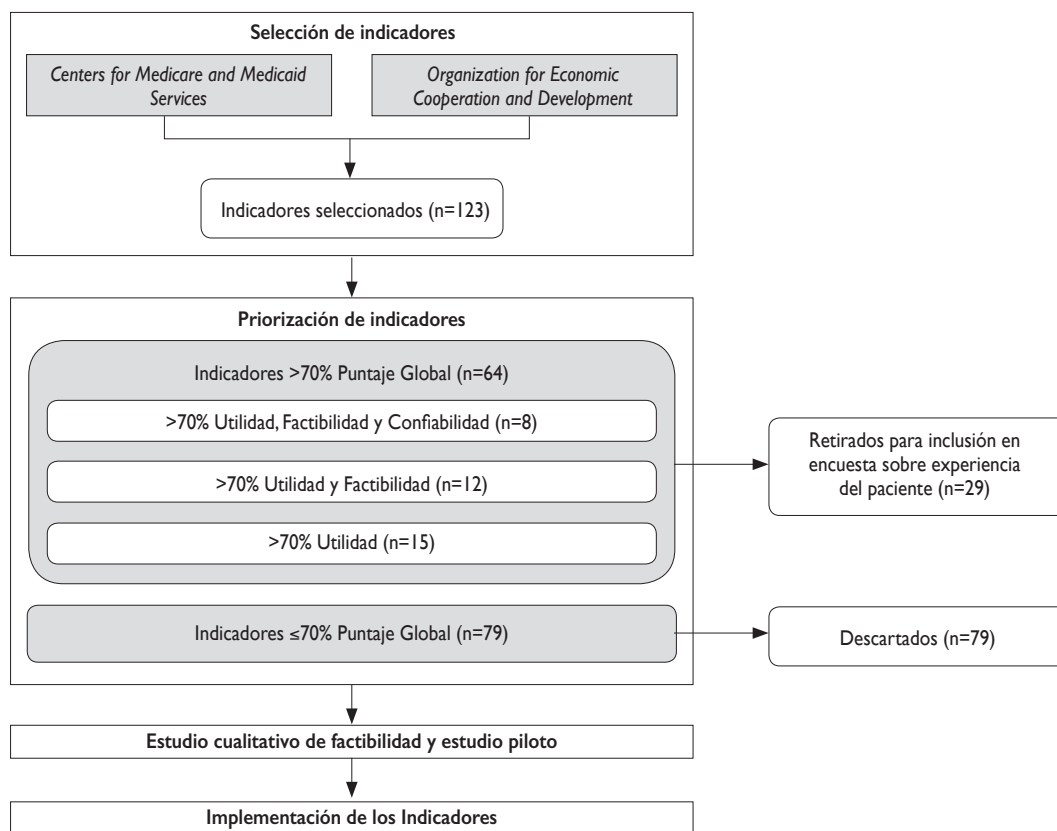 Selección de indicadores
Centers for Medicare and Medicaid
Services
Organization for Economic
Cooperation and Development
Indicadores seleccionados (n=123)
Priorización de indicadores
Indicadores >70% Puntaje Global (n=64)
>70% Utilidad, Factibilidad y Confiabilidad (n=8)
>70% Utilidad y Factibilidad (n=12)
>70% Utilidad (n=15)
Retirados para inclusión en
encuesta sobre experiencia
del paciente (n=29)
Indicadores ≤70% Puntaje Global (n=79)
Descartados (n=79)
Estudio cualitativo de factibilidad y estudio piloto
Implementación de los Indicadores